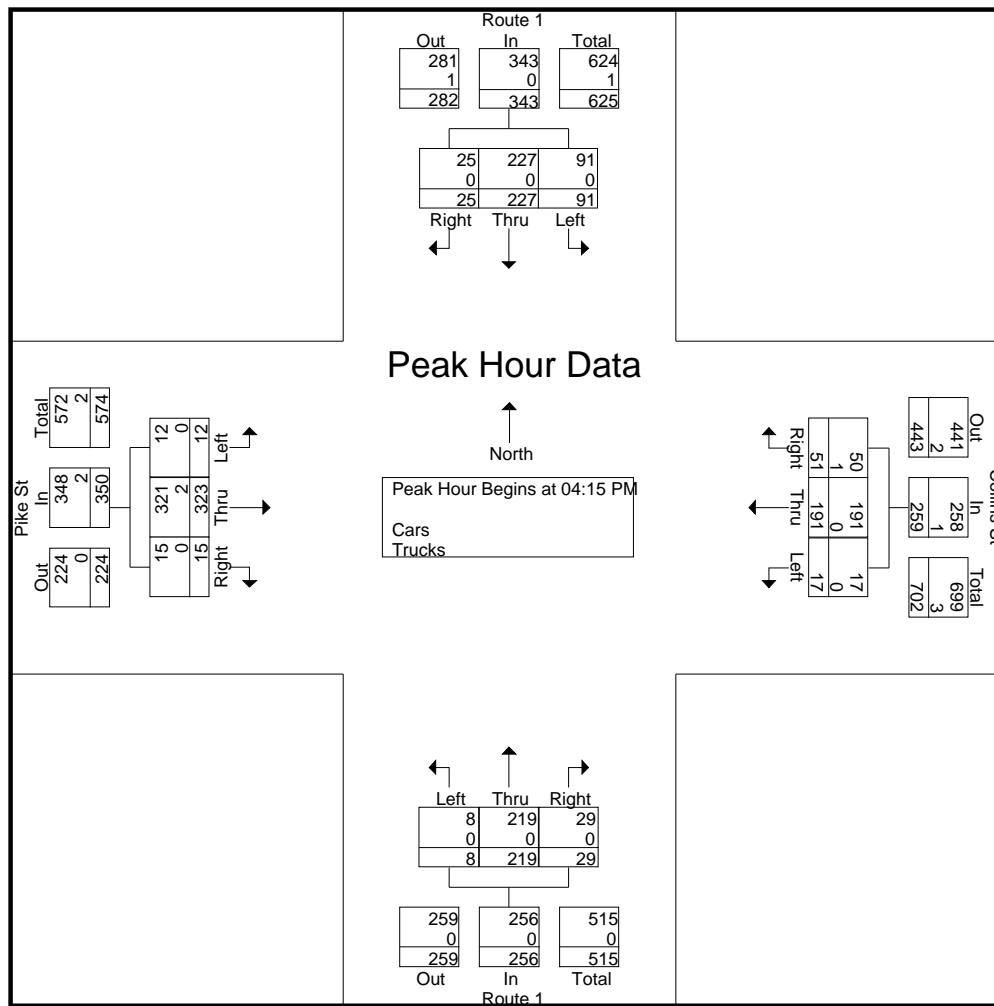 Route 1
Out In Total
281 343 624
1 0 1
282 343 625
25 227 91
0 0 0
25 227 91
Right Thru Left
Peak Hour Data
North
Peak Hour Begins at 04:15 PM
Cars
Trucks
Pike St
Total In Out
572 348 224
2 2 0
574 350 224
12 321 15
0 2 0
12 323 15
Left Thru Right
Out In Total
441 258 699
2 1 3
443 259 702
50 191 17
1 0 0
51 191 17
Right Thru Left
Left Thru Right
8 219 29
0 0 0
8 219 29
259 256 515
0 0 0
259 256 515
Out In Total
Route 1